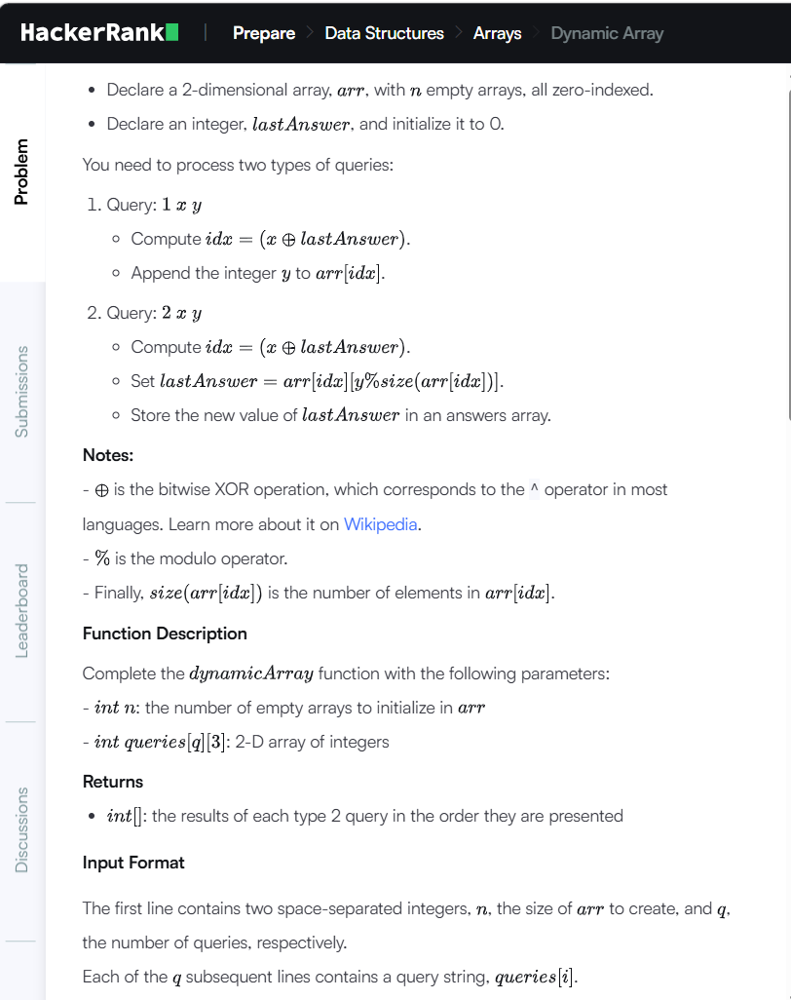 HackerRank | Prepare > Data Structures > Arrays > Dynamic Array
Problem
Submissions
Leaderboard
Discussions
• Declare a 2-dimensional array, arr, with n empty arrays, all zero-indexed.
• Declare an integer, lastAnswer, and initialize it to 0.
You need to process two types of queries:
1. Query: 1 x y
◦ Compute idx = (x ⊕ lastAnswer).
◦ Append the integer y to arr[idx].
2. Query: 2 x y
◦ Compute idx = (x ⊕ lastAnswer).
◦ Set lastAnswer = arr[idx][y%size(arr[idx])].
◦ Store the new value of lastAnswer in an answers array.
Notes:
- ⊕ is the bitwise XOR operation, which corresponds to the ^ operator in most
languages. Learn more about it on Wikipedia.
- % is the modulo operator.
- Finally, size(arr[idx]) is the number of elements in arr[idx].
Function Description
Complete the dynamicArray function with the following parameters:
- int n: the number of empty arrays to initialize in arr
- int queries[q][3]: 2-D array of integers
Returns
• int[]: the results of each type 2 query in the order they are presented
Input Format
The first line contains two space-separated integers, n, the size of arr to create, and q,
the number of queries, respectively.
Each of the q subsequent lines contains a query string, queries[i].